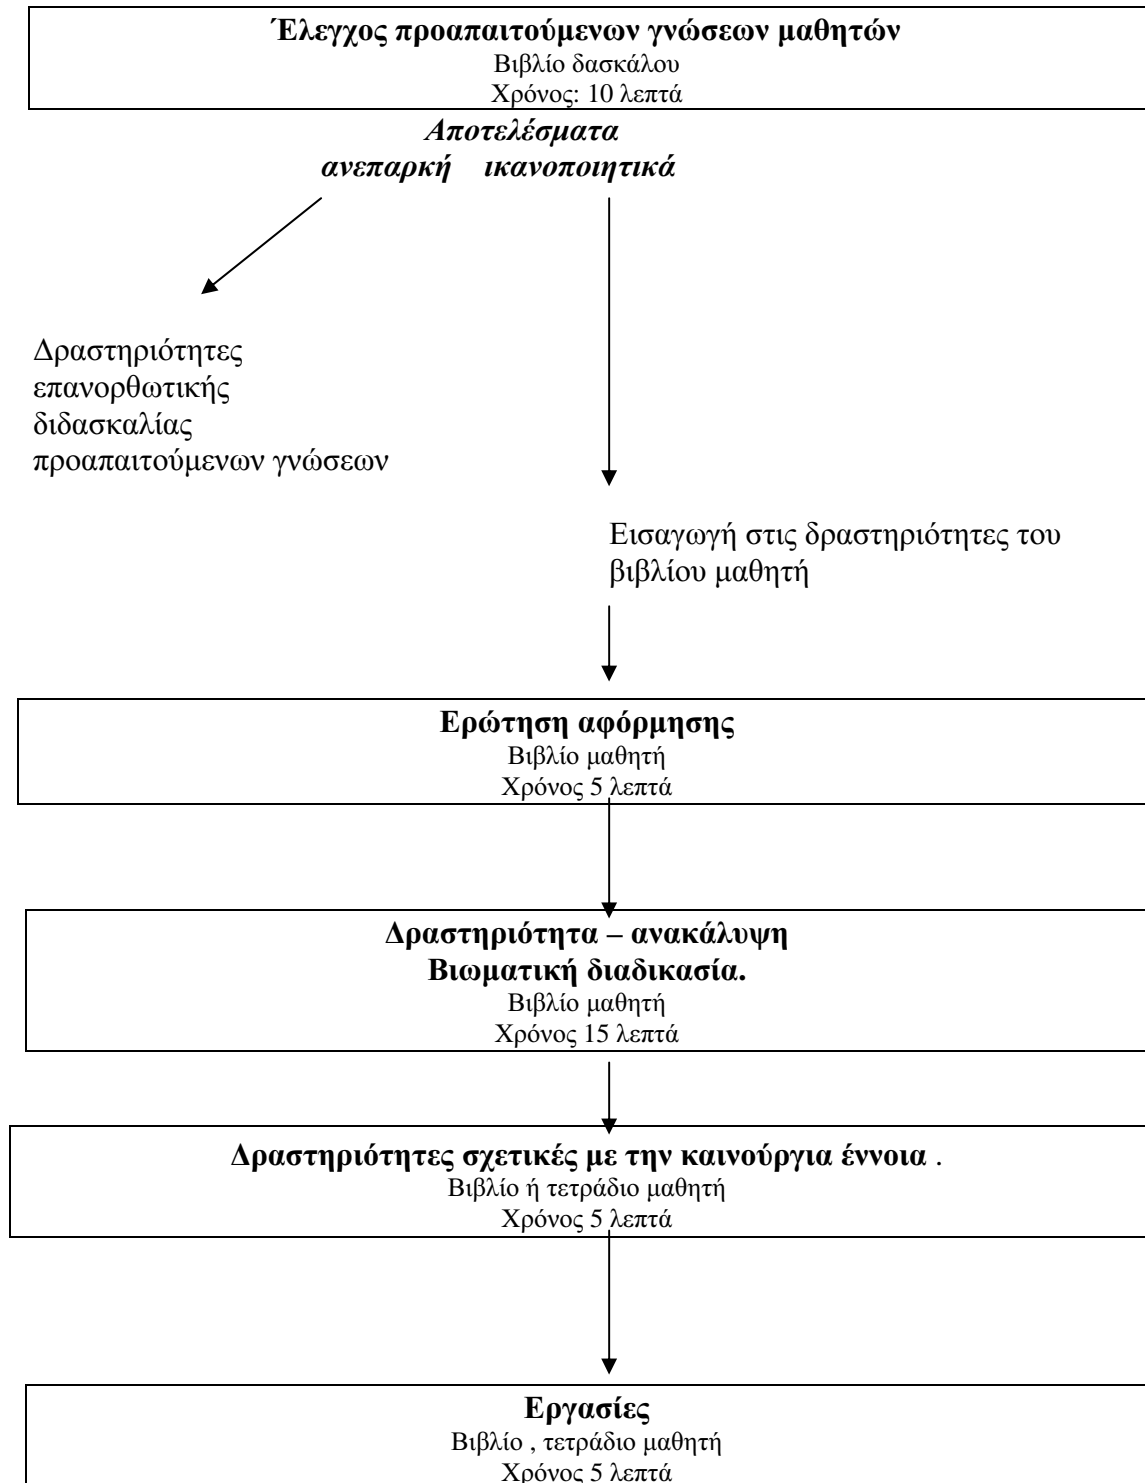 Έλεγχος προαπαιτούμενων γνώσεων μαθητών
Βιβλίο δασκάλου
Χρόνος: 10 λεπτά
Αποτελέσματα
ανεπαρκή ικανοποιητικά
Δραστηριότητες
επανορθωτικής
διδασκαλίας
προαπαιτούμενων γνώσεων
Εισαγωγή στις δραστηριότητες του
βιβλίου μαθητή
Ερώτηση αφόρμησης
Βιβλίο μαθητή
Χρόνος 5 λεπτά
Δραστηριότητα – ανακάλυψη
Βιωματική διαδικασία.
Βιβλίο μαθητή
Χρόνος 15 λεπτά
Δραστηριότητες σχετικές με την καινούργια έννοια .
Βιβλίο ή τετράδιο μαθητή
Χρόνος 5 λεπτά
Εργασίες
Βιβλίο , τετράδιο μαθητή
Χρόνος 5 λεπτά